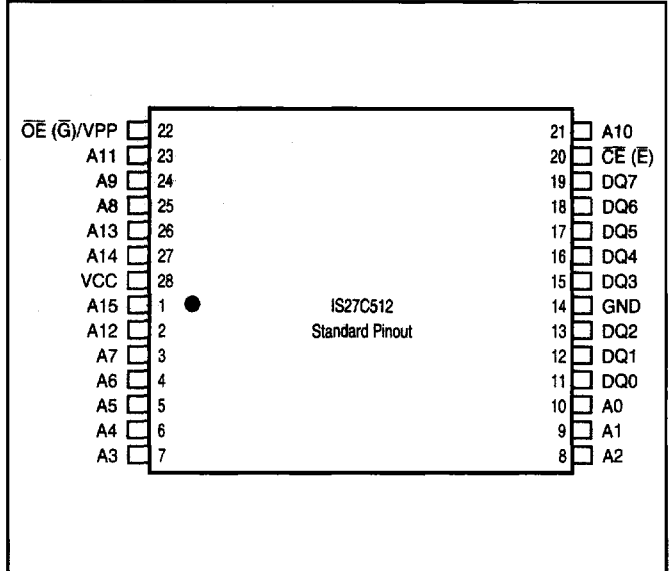 O̅E̅ (G̅)/VPP 22 21 A10
A11 23 20 C̅E̅ (E̅)
A9 24 19 DQ7
A8 25 18 DQ6
A13 26 17 DQ5
A14 27 16 DQ4
VCC 28 15 DQ3
A15 1 IS27C512 14 GND
A12 2 Standard Pinout 13 DQ2
A7 3 12 DQ1
A6 4 11 DQ0
A5 5 10 A0
A4 6 9 A1
A3 7 8 A2